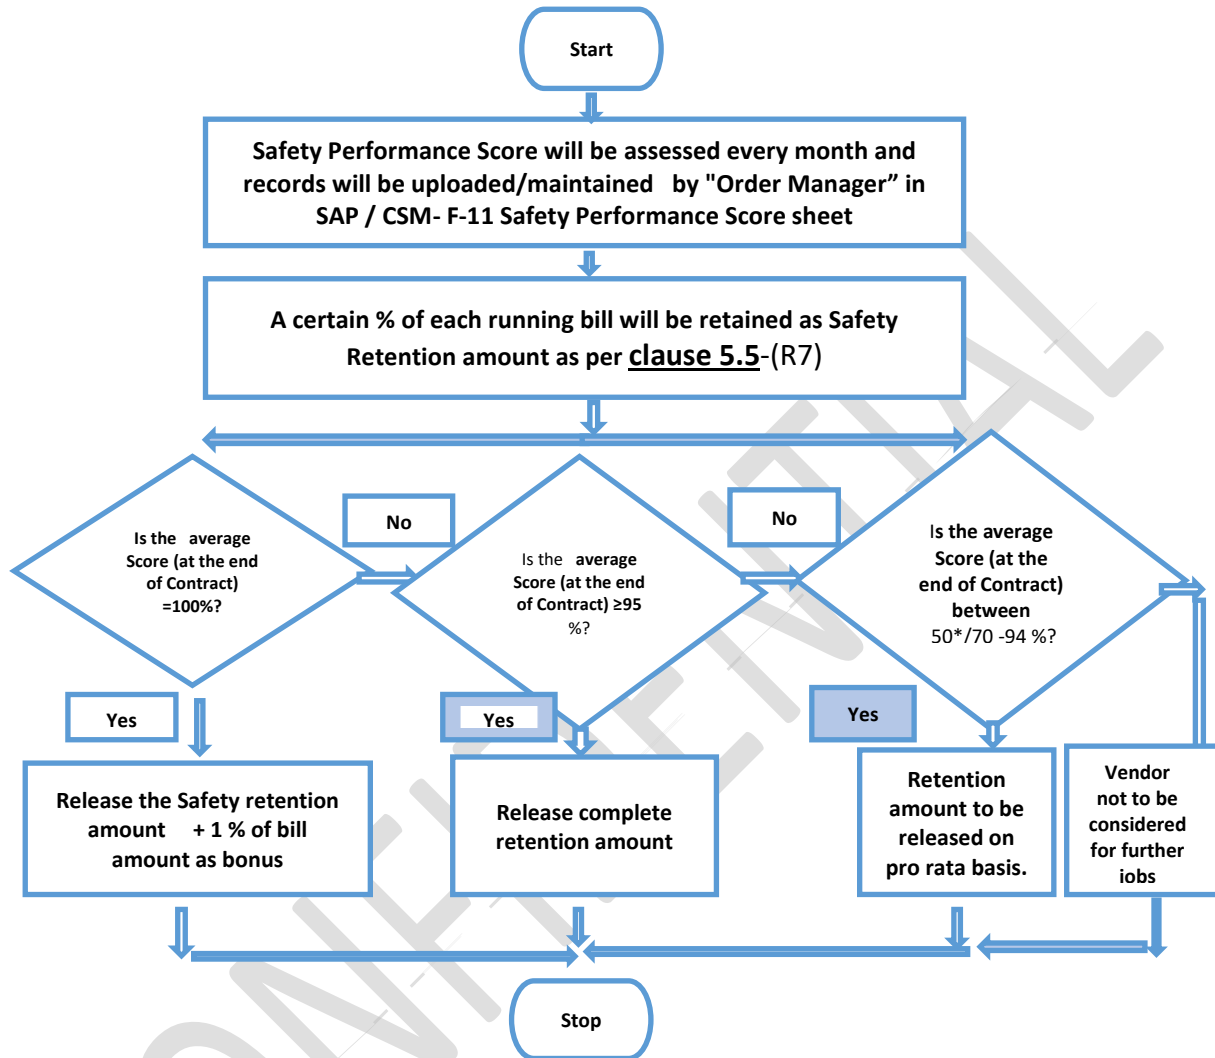 Start
Safety Performance Score will be assessed every month and
records will be uploaded/maintained by "Order Manager” in
SAP / CSM- F-11 Safety Performance Score sheet
A certain % of each running bill will be retained as Safety
Retention amount as per clause 5.5-(R7)
Is the average
Score (at the end
of Contract)
=100%?
No
Is the average
Score (at the end
of Contract) ≥95
%?
No
Is the average
Score (at the
end of Contract)
between
50*/70 -94 %?
Yes
Yes
Yes
Release the Safety retention
amount + 1 % of bill
amount as bonus
Release complete
retention amount
Retention
amount to be
released on
pro rata basis.
Vendor
not to be
considered
for further
jobs
Stop
CONFIDENTIAL